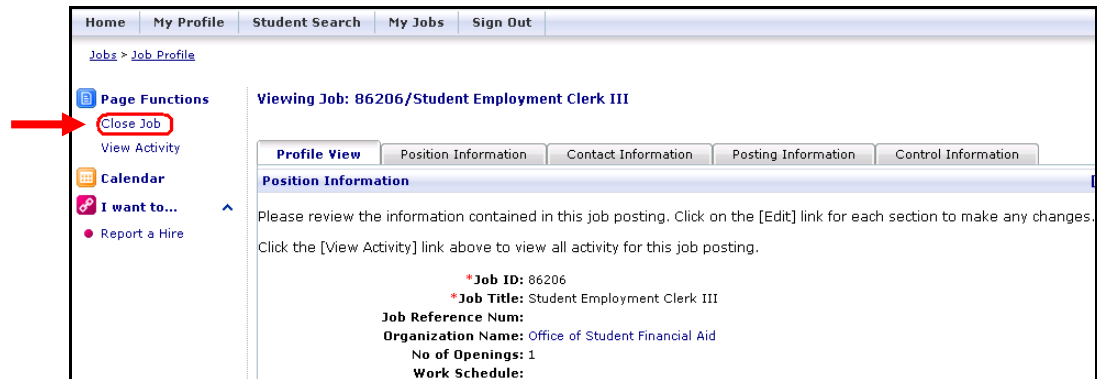 Home My Profile Student Search My Jobs Sign Out
Jobs > Job Profile
Page Functions
Close Job
View Activity
Calendar
I want to...
Report a Hire
Viewing Job: 86206/Student Employment Clerk III
Profile View Position Information Contact Information Posting Information Control Information
Position Information [
Please review the information contained in this job posting. Click on the [Edit] link for each section to make any changes.
Click the [View Activity] link above to view all activity for this job posting.
*Job ID: 86206
*Job Title: Student Employment Clerk III
Job Reference Num:
Organization Name: Office of Student Financial Aid
No of Openings: 1
Work Schedule: